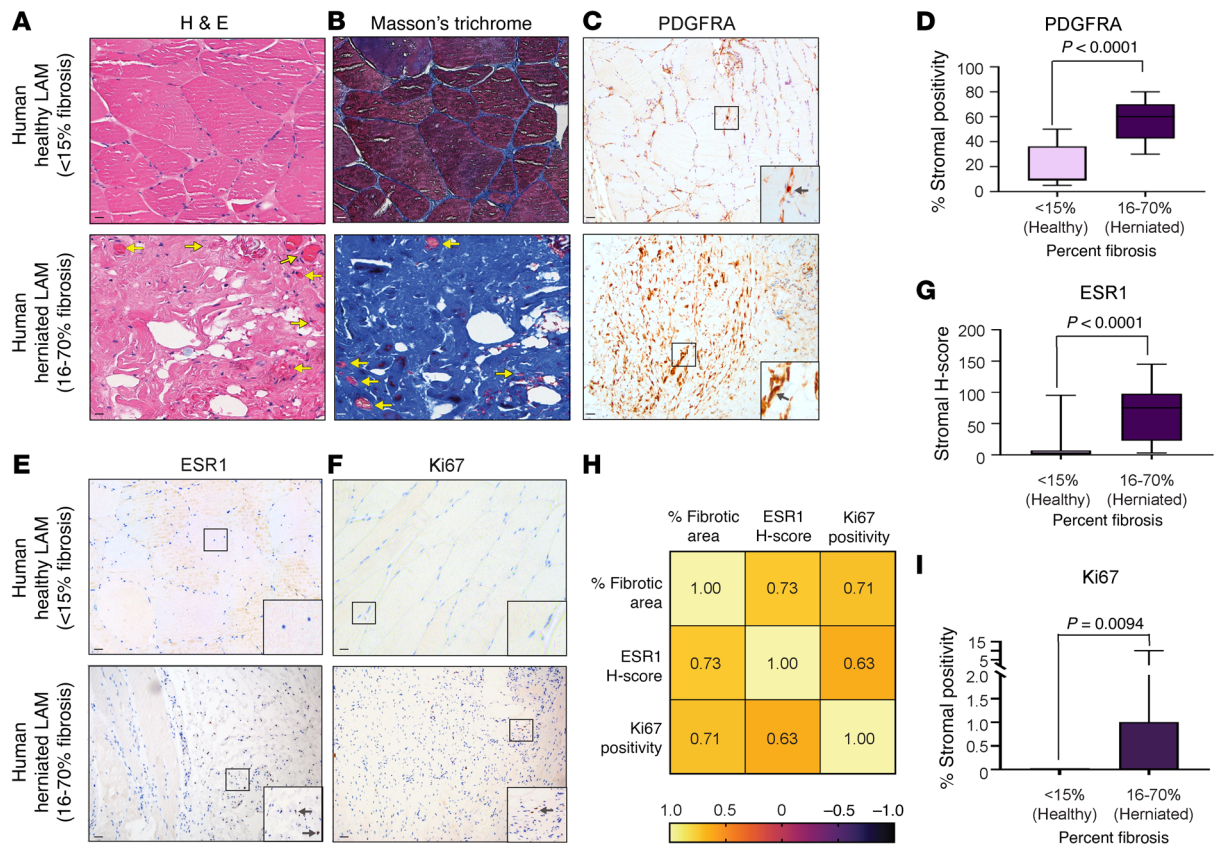 A
H & E
B
Masson's trichrome
C
PDGFRA
Human
healthy LAM
(<15% fibrosis)
Human
herniated LAM
(16-70% fibrosis)
D
PDGFRA
P < 0.0001
% Stromal positivity
100
80
60
40
20
0
<15%
(Healthy)
16-70%
(Herniated)
Percent fibrosis
G
ESR1
P < 0.0001
Stromal H-score
200
150
100
50
0
<15%
(Healthy)
16-70%
(Herniated)
Percent fibrosis
E
ESR1
F
Ki67
Human
healthy LAM
(<15% fibrosis)
Human
herniated LAM
(16-70% fibrosis)
H
% Fibrotic
area
ESR1
H-score
Ki67
positivity
% Fibrotic
area
1.00
0.73
0.71
ESR1
H-score
0.73
1.00
0.63
Ki67
positivity
0.71
0.63
1.00
1.0
0.5
0
–0.5
–1.0
I
Ki67
P = 0.0094
% Stromal positivity
15
5
2.0
1.0
0.5
0
<15%
(Healthy)
16-70%
(Herniated)
Percent fibrosis